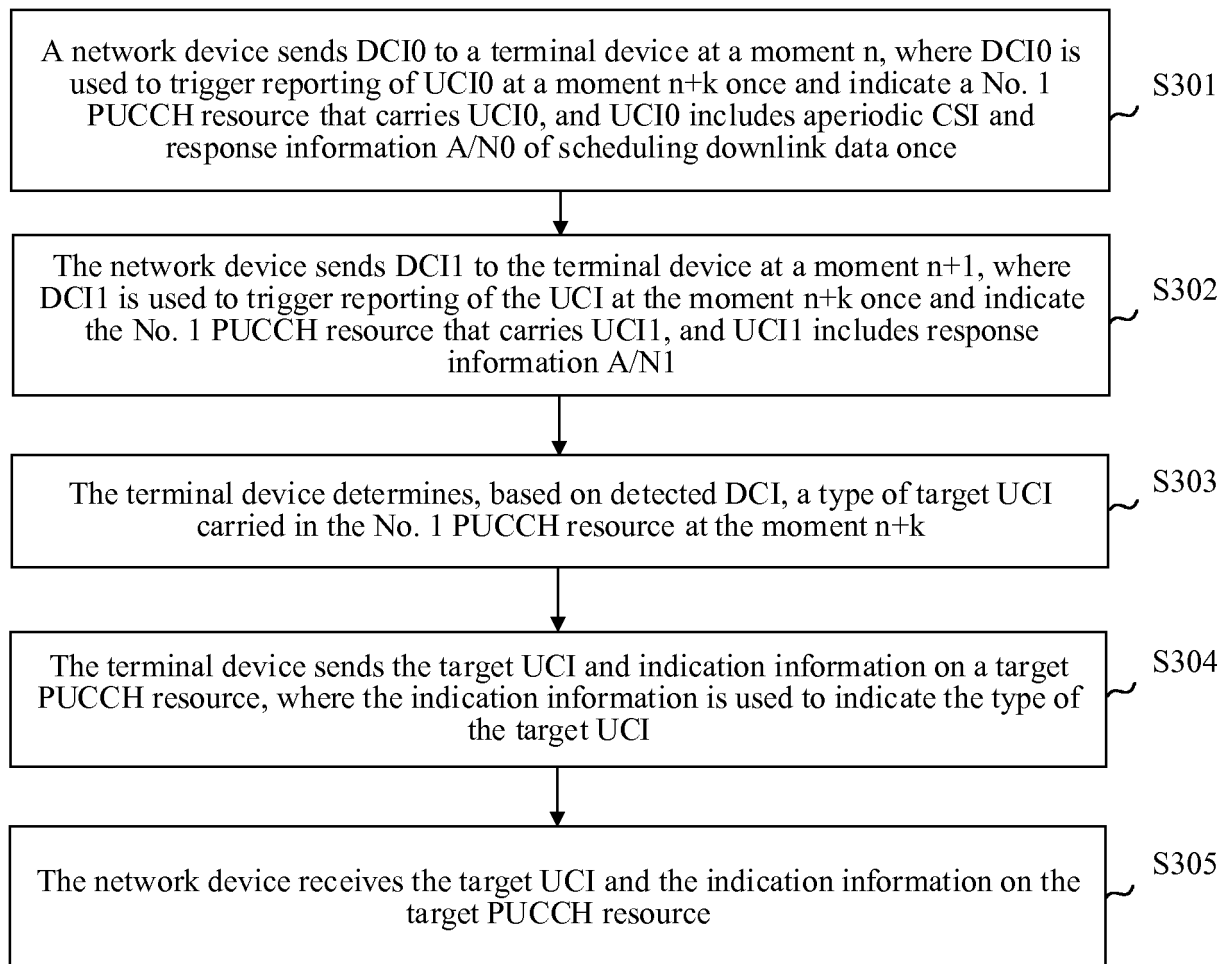 A network device sends DCI0 to a terminal device at a moment n, where DCI0 is
used to trigger reporting of UCI0 at a moment n+k once and indicate a No. 1
PUCCH resource that carries UCI0, and UCI0 includes aperiodic CSI and
response information A/N0 of scheduling downlink data once
S301
The network device sends DCI1 to the terminal device at a moment n+1, where
DCI1 is used to trigger reporting of the UCI at the moment n+k once and indicate
the No. 1 PUCCH resource that carries UCI1, and UCI1 includes response
information A/N1
S302
The terminal device determines, based on detected DCI, a type of target UCI
carried in the No. 1 PUCCH resource at the moment n+k
S303
The terminal device sends the target UCI and indication information on a target
PUCCH resource, where the indication information is used to indicate the type of
the target UCI
S304
The network device receives the target UCI and the indication information on the
target PUCCH resource
S305